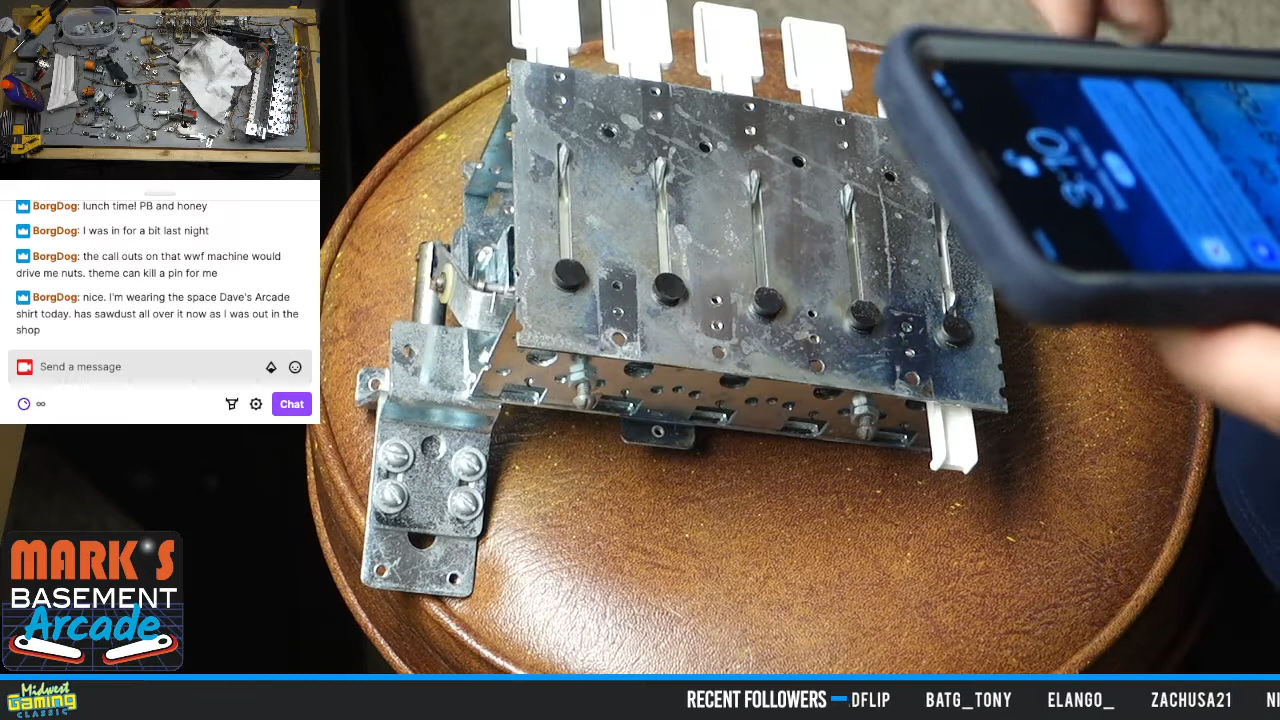 BorgDog: lunch time! PB and honey
BorgDog: I was in for a bit last night
BorgDog: the call outs on that wwf machine would
drive me nuts. theme can kill a pin for me
BorgDog: nice. I'm wearing the space Dave's Arcade
shirt today. has sawdust all over it now as I was out in the
shop
Send a message
∞
Chat
3:10
MARK'S
BASEMENT
Arcade
Midwest
Gaming
CLASSIC
RECENT FOLLOWERS DFLIP BATG_TONY ELANGO_ ZACHUSA21 NI